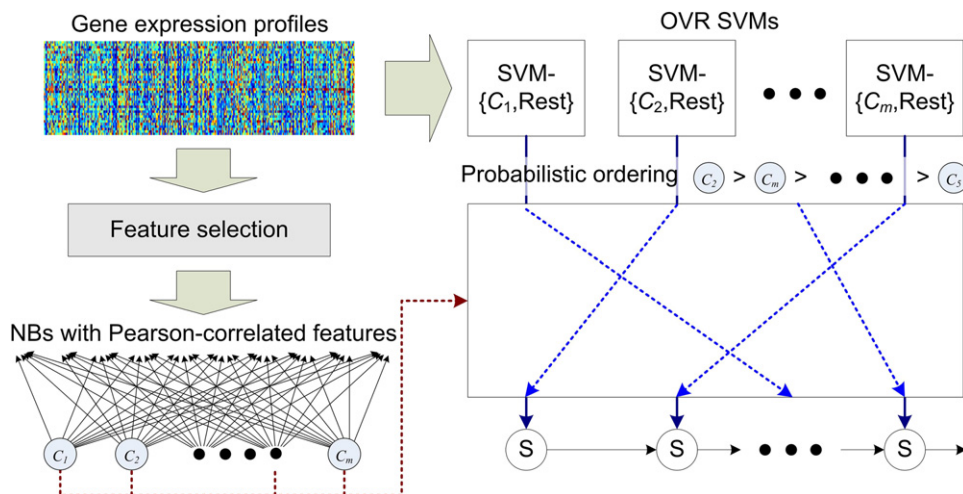 Gene expression profiles
OVR SVMs
SVM-
{C1,Rest}
SVM-
{C2,Rest}
SVM-
{Cm,Rest}
Probabilistic ordering C2 > Cm > > C5
Feature selection
NBs with Pearson-correlated features
C1 C2 Cm
S S S